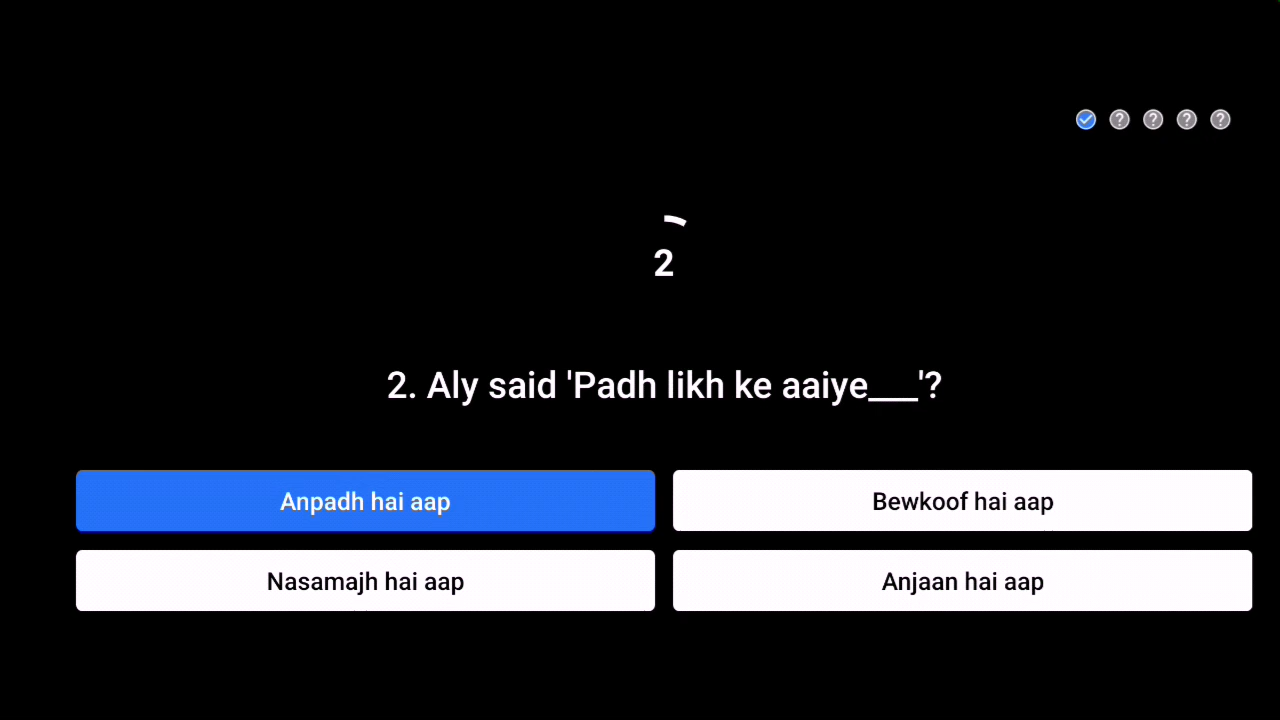 2
2. Aly said 'Padh likh ke aaiye___'?
Anpadh hai aap
Bewkoof hai aap
Nasamajh hai aap
Anjaan hai aap